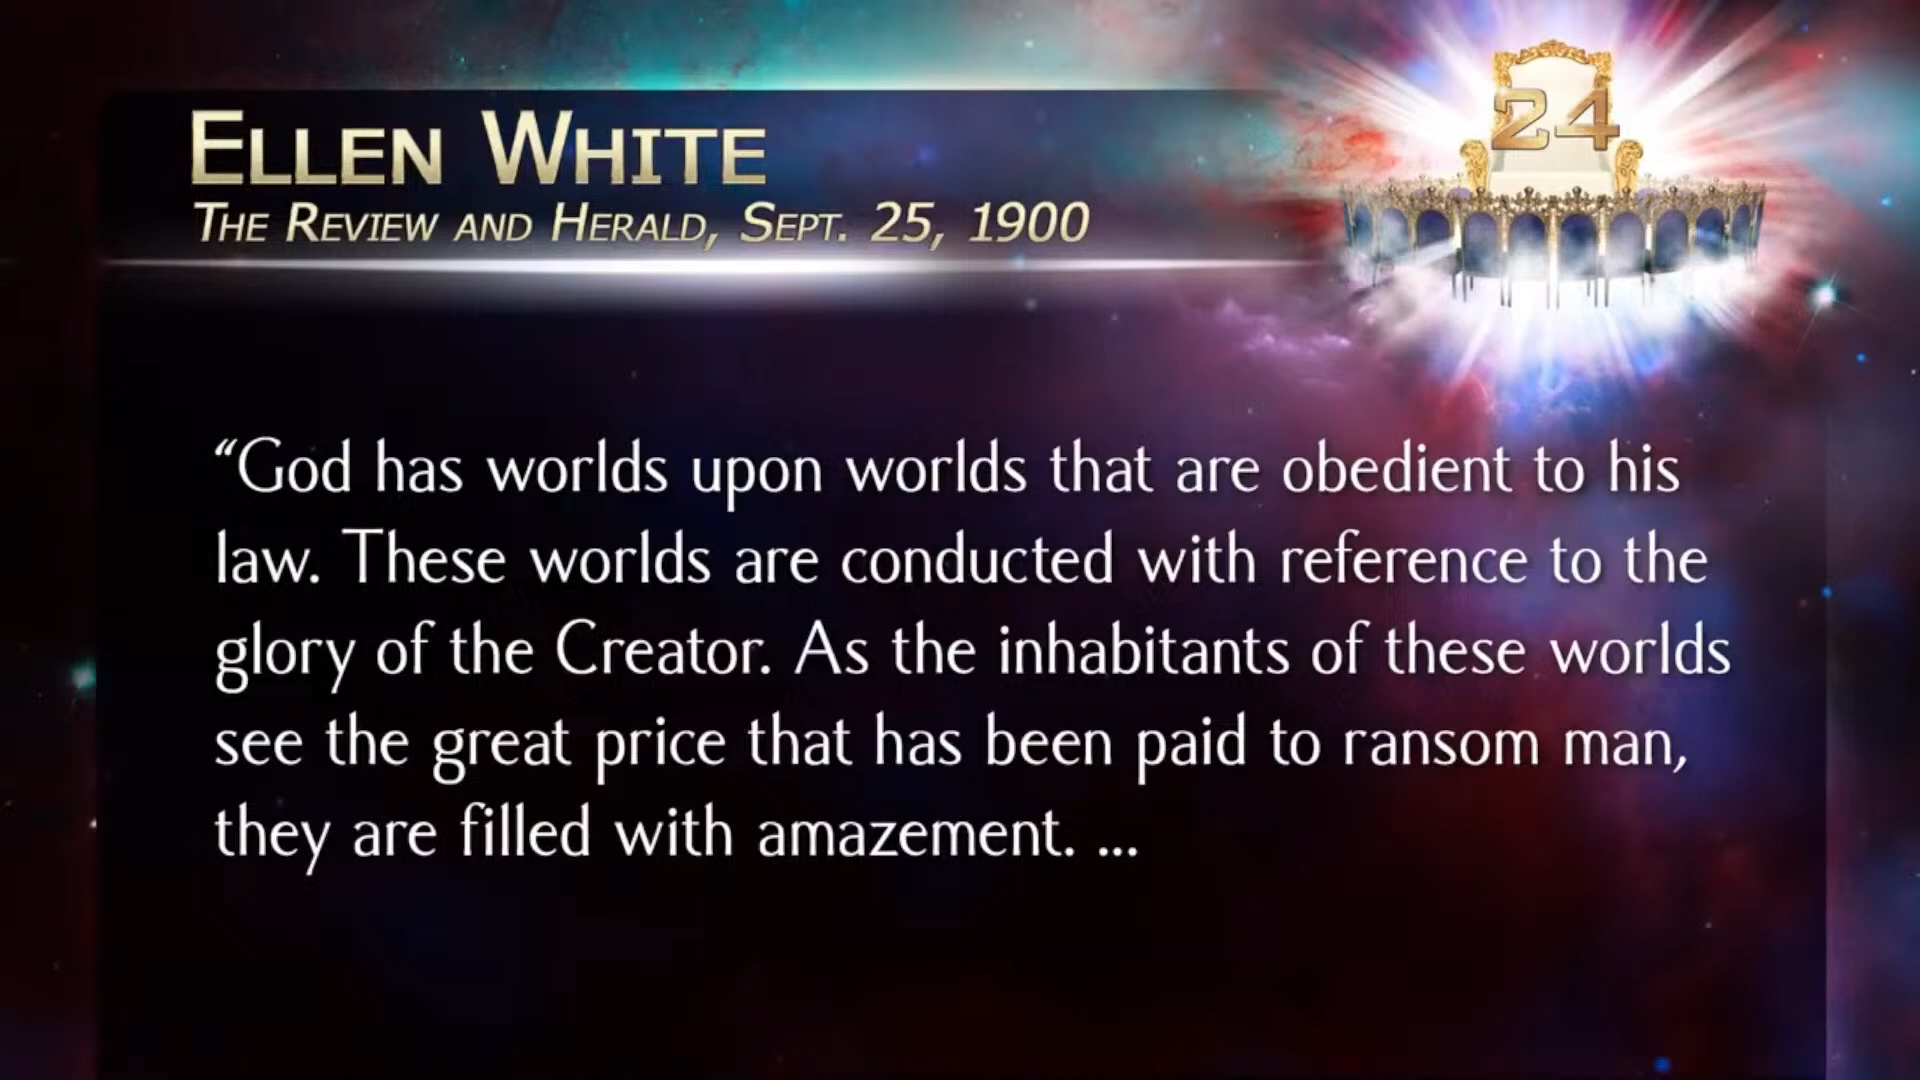 24
ELLEN WHITE
THE REVIEW AND HERALD, SEPT. 25, 1900
“God has worlds upon worlds that are obedient to his
law. These worlds are conducted with reference to the
glory of the Creator. As the inhabitants of these worlds
see the great price that has been paid to ransom man,
they are filled with amazement. ...